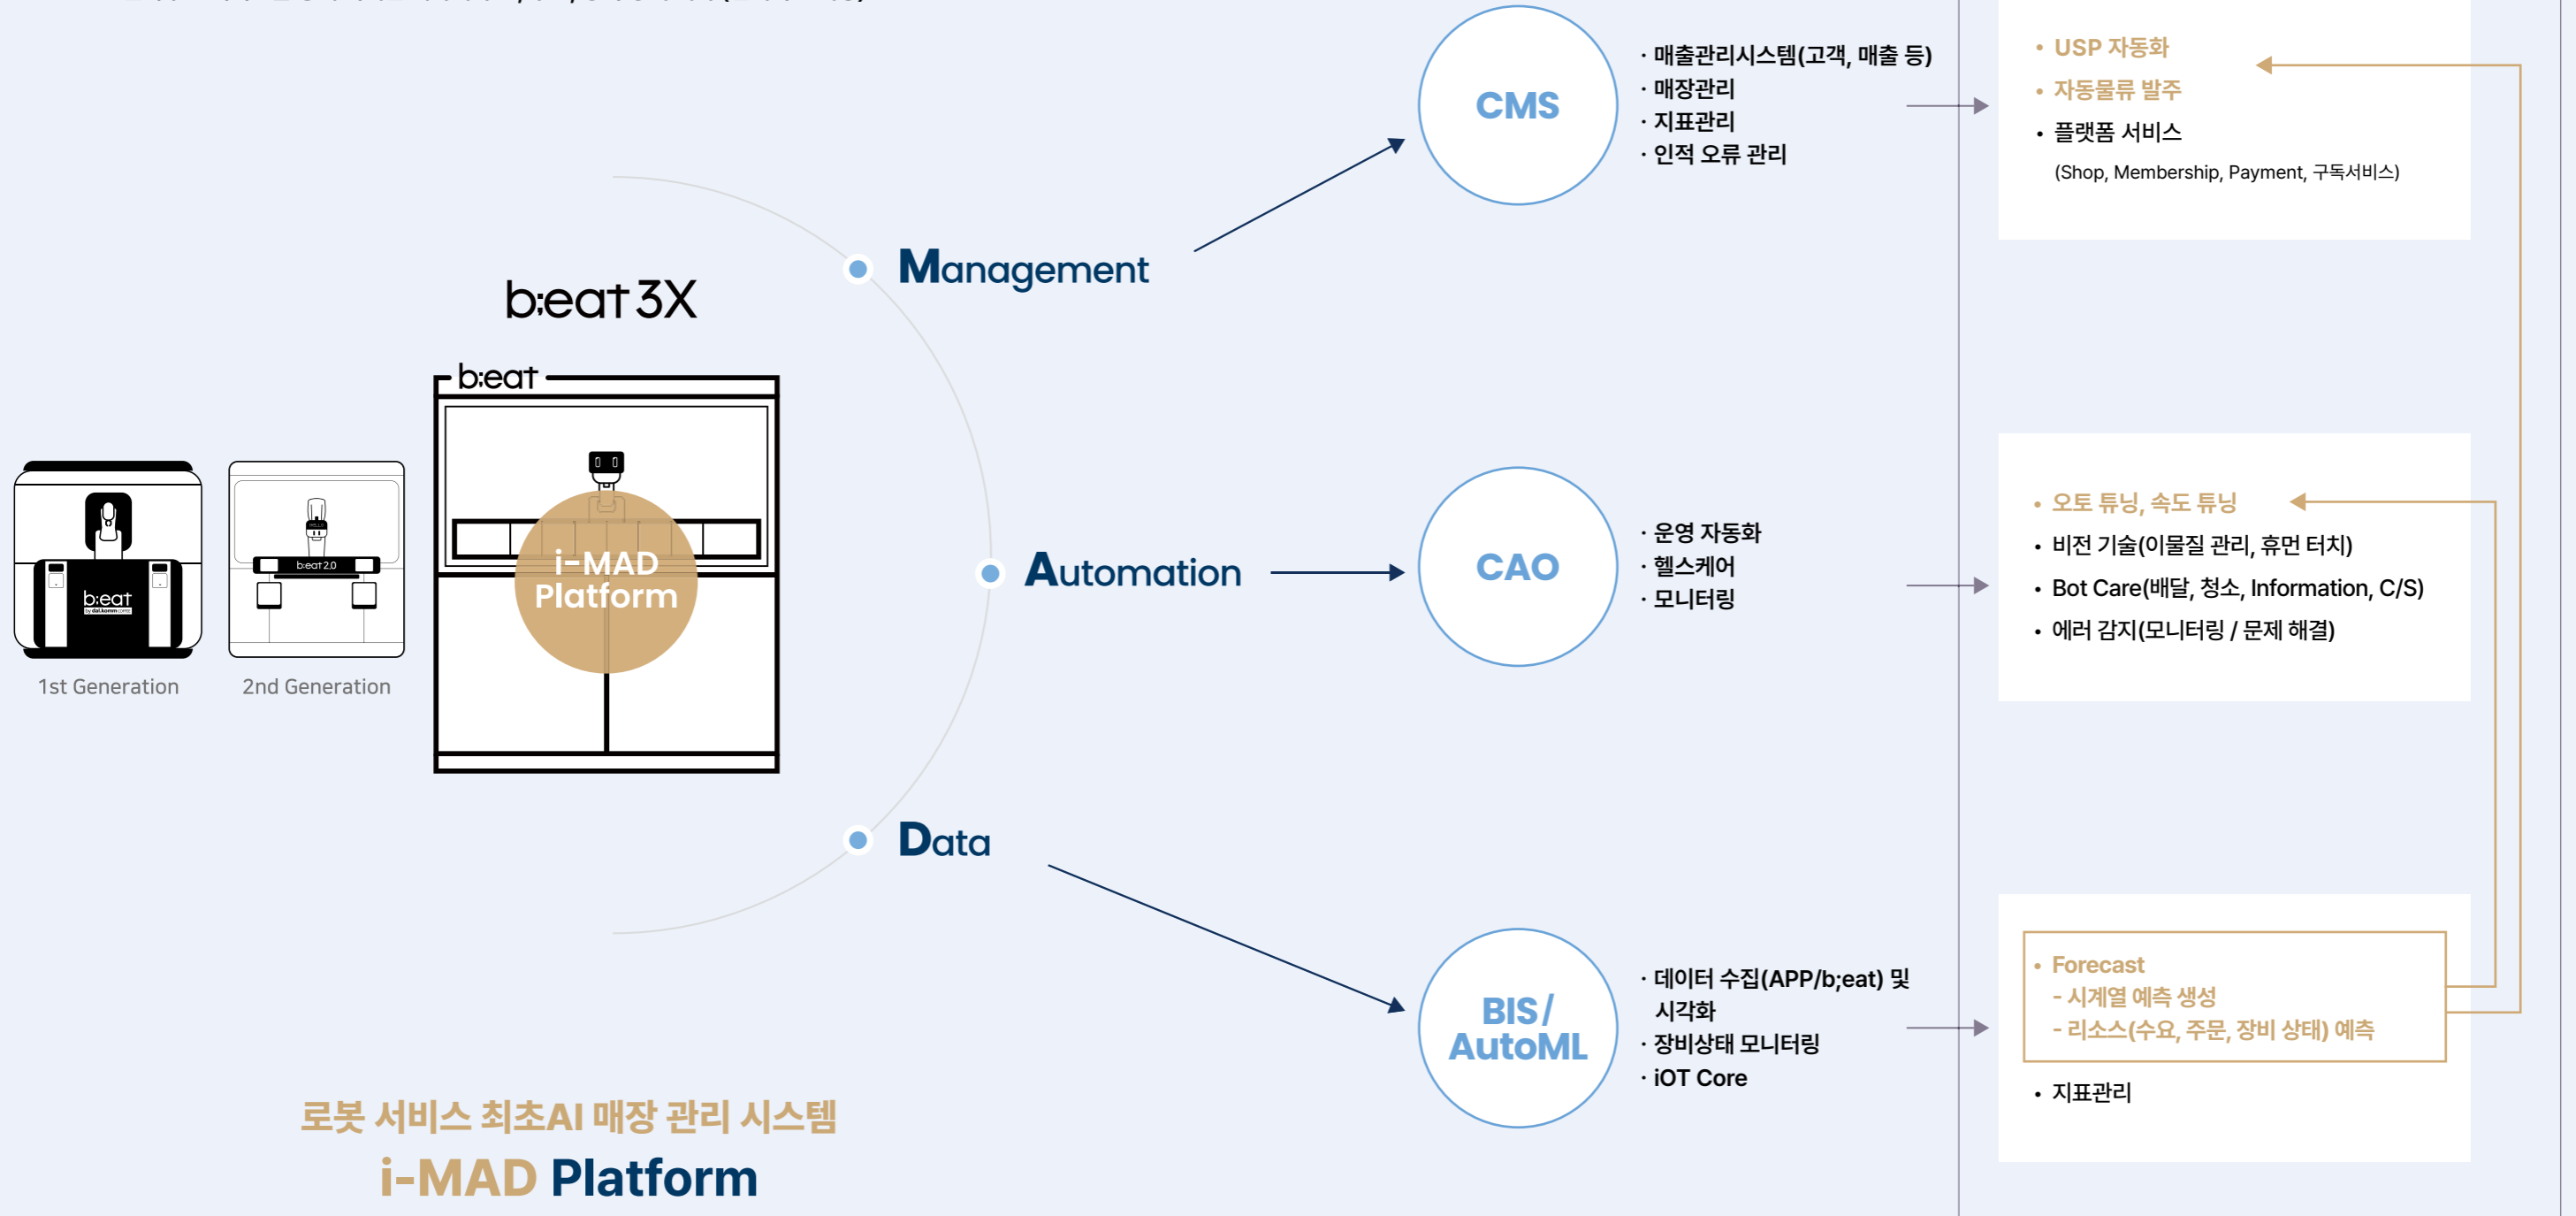 b;eat 3X
b;eat
i-MAD
Platform
b;eat
by dal.komm coffee
1st Generation
b;eat 2.0
2nd Generation
로봇 서비스 최초AI 매장 관리 시스템
i-MAD Platform
Management
Automation
Data
CMS
· 매출관리시스템(고객, 매출 등)
· 매장관리
· 지표관리
· 인적 오류 관리
• USP 자동화
• 자동물류 발주
• 플랫폼 서비스
(Shop, Membership, Payment, 구독서비스)
CAO
· 운영 자동화
· 헬스케어
· 모니터링
• 오토 튜닝, 속도 튜닝
• 비전 기술(이물질 관리, 휴먼 터치)
• Bot Care(배달, 청소, Information, C/S)
• 에러 감지(모니터링 / 문제 해결)
BIS/
AutoML
· 데이터 수집(APP/b;eat) 및
시각화
· 장비상태 모니터링
· iOT Core
• Forecast
- 시계열 예측 생성
- 리소스(수요, 주문, 장비 상태) 예측
• 지표관리